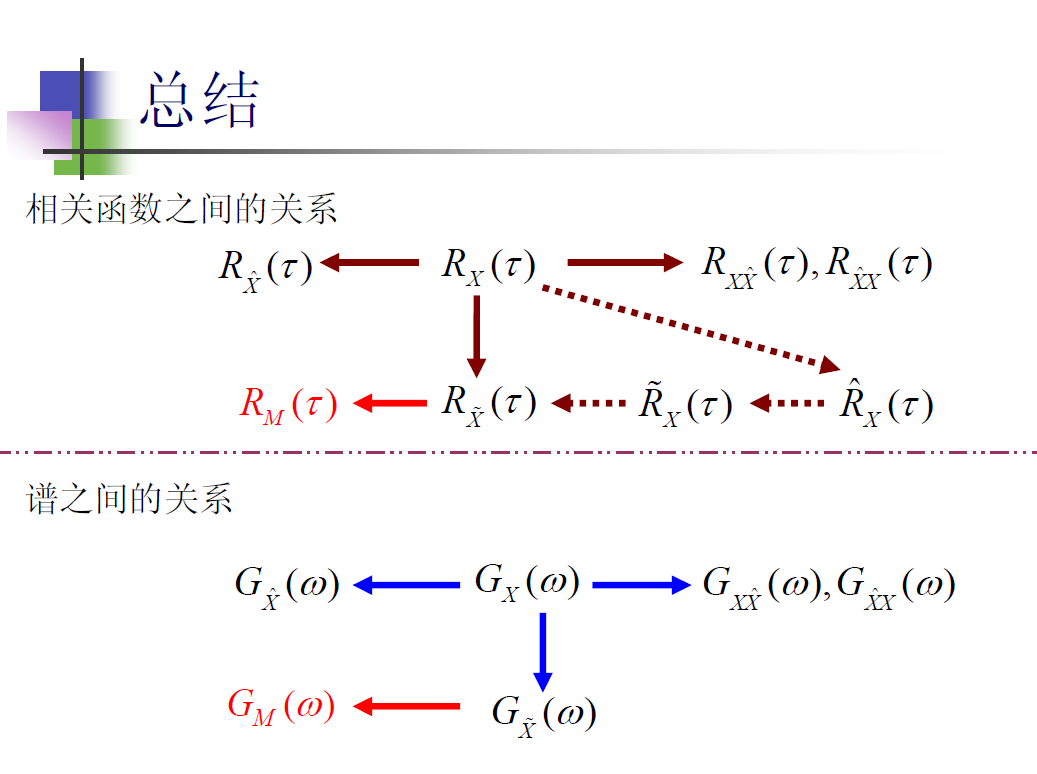 总结
相关函数之间的关系
R_X̂(τ) R_X(τ) R_XX̂(τ), R_X̂X(τ)
R_M(τ) R_X̃(τ) R̃_X(τ) R̂_X(τ)
谱之间的关系
G_X̂(ω) G_X(ω) G_XX̂(ω), G_X̂X(ω)
G_M(ω) G_X̃(ω)